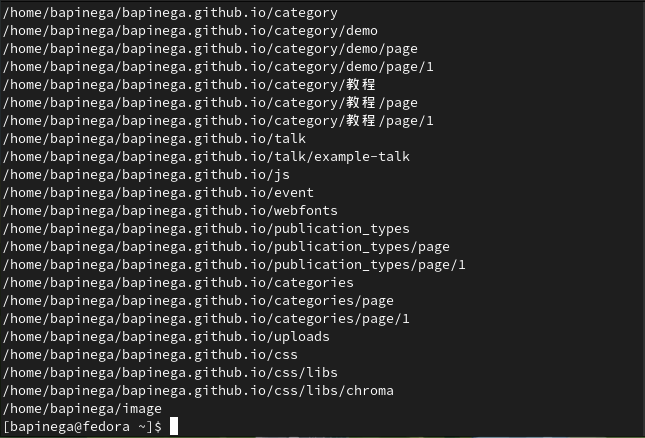 /home/bapinega/bapinega.github.io/category
/home/bapinega/bapinega.github.io/category/demo
/home/bapinega/bapinega.github.io/category/demo/page
/home/bapinega/bapinega.github.io/category/demo/page/1
/home/bapinega/bapinega.github.io/category/教程
/home/bapinega/bapinega.github.io/category/教程/page
/home/bapinega/bapinega.github.io/category/教程/page/1
/home/bapinega/bapinega.github.io/talk
/home/bapinega/bapinega.github.io/talk/example-talk
/home/bapinega/bapinega.github.io/js
/home/bapinega/bapinega.github.io/event
/home/bapinega/bapinega.github.io/webfonts
/home/bapinega/bapinega.github.io/publication_types
/home/bapinega/bapinega.github.io/publication_types/page
/home/bapinega/bapinega.github.io/publication_types/page/1
/home/bapinega/bapinega.github.io/categories
/home/bapinega/bapinega.github.io/categories/page
/home/bapinega/bapinega.github.io/categories/page/1
/home/bapinega/bapinega.github.io/uploads
/home/bapinega/bapinega.github.io/css
/home/bapinega/bapinega.github.io/css/libs
/home/bapinega/bapinega.github.io/css/libs/chroma
/home/bapinega/image
[bapinega@fedora ~]$